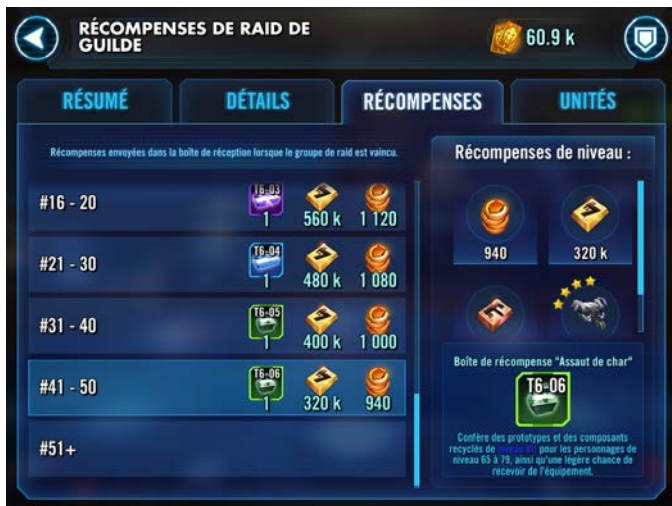 RÉCOMPENSES DE RAID DE
GUILDE
60.9 k
RÉSUMÉ
DÉTAILS
RÉCOMPENSES
UNITÉS
Récompenses envoyées dans la boîte de réception lorsque le groupe de raid est vaincu.
#16 - 20
T6-03
1
560 k
1 120
#21 - 30
T6-04
1
480 k
1 080
#31 - 40
T6-05
1
400 k
1 000
#41 - 50
T6-06
1
320 k
940
#51+
Récompenses de niveau :
940
320 k
Boîte de récompense "Assaut de char"
T6-06
Confère des prototypes et des composants
recyclés de niveau VII pour les personnages de
niveau 65 à 79, ainsi qu'une légère chance de
recevoir de l'équipement.